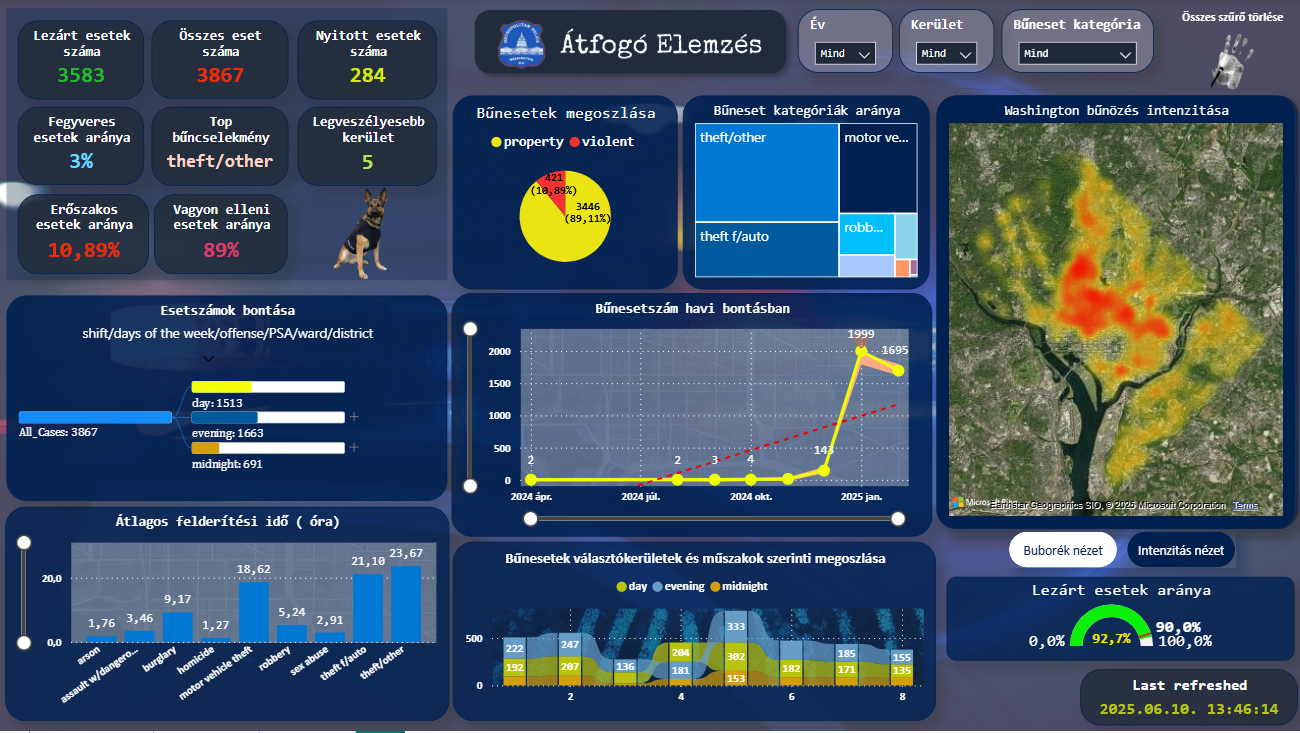 Lezárt esetek
száma
3583
Összes eset
száma
3867
Nyitott esetek
száma
284
Fegyveres
esetek aránya
3%
Top
bűncselekmény
theft/other
Legveszélyesebb
kerület
5
Erőszakos
esetek aránya
10,89%
Vagyon elleni
esetek aránya
89%
Átfogó Elemzés
Év
Mind
Kerület
Mind
Bűneset kategória
Mind
Összes szűrő törlése
Bűnesetek megoszlása
property violent
421
(10,89%)
3446
(89,11%)
Bűneset kategóriák aránya
theft/other
motor ve...
theft f/auto
robb...
Washington bűnözés intenzitása
Earthstar Geographics SIO, © 2025 Microsoft Corporation Terms
Buborék nézet
Intenzitás nézet
Esetszámok bontása
shift/days of the week/offense/PSA/ward/district
All_Cases: 3867
day: 1513
evening: 1663
midnight: 691
Bűnesetszám havi bontásban
2000
1500
1000
500
0
2
2
3
4
143
1999
1695
2024 ápr.
2024 júl.
2024 okt.
2025 jan.
Átlagos felderítési idő ( óra)
20,0
0,0
1,76
3,46
9,17
1,27
18,62
5,24
2,91
21,10
23,67
arson
assault w/dangero...
burglary
homicide
motor vehicle theft
robbery
sex abuse
theft f/auto
theft/other
Bűnesetek választókerületek és műszakok szerinti megoszlása
day evening midnight
500
0
222
192
247
207
136
204
181
333
302
153
182
185
171
155
135
2
4
6
8
Lezárt esetek aránya
0,0%
92,7%
90,0%
100,0%
Last refreshed
2025.06.10. 13:46:14